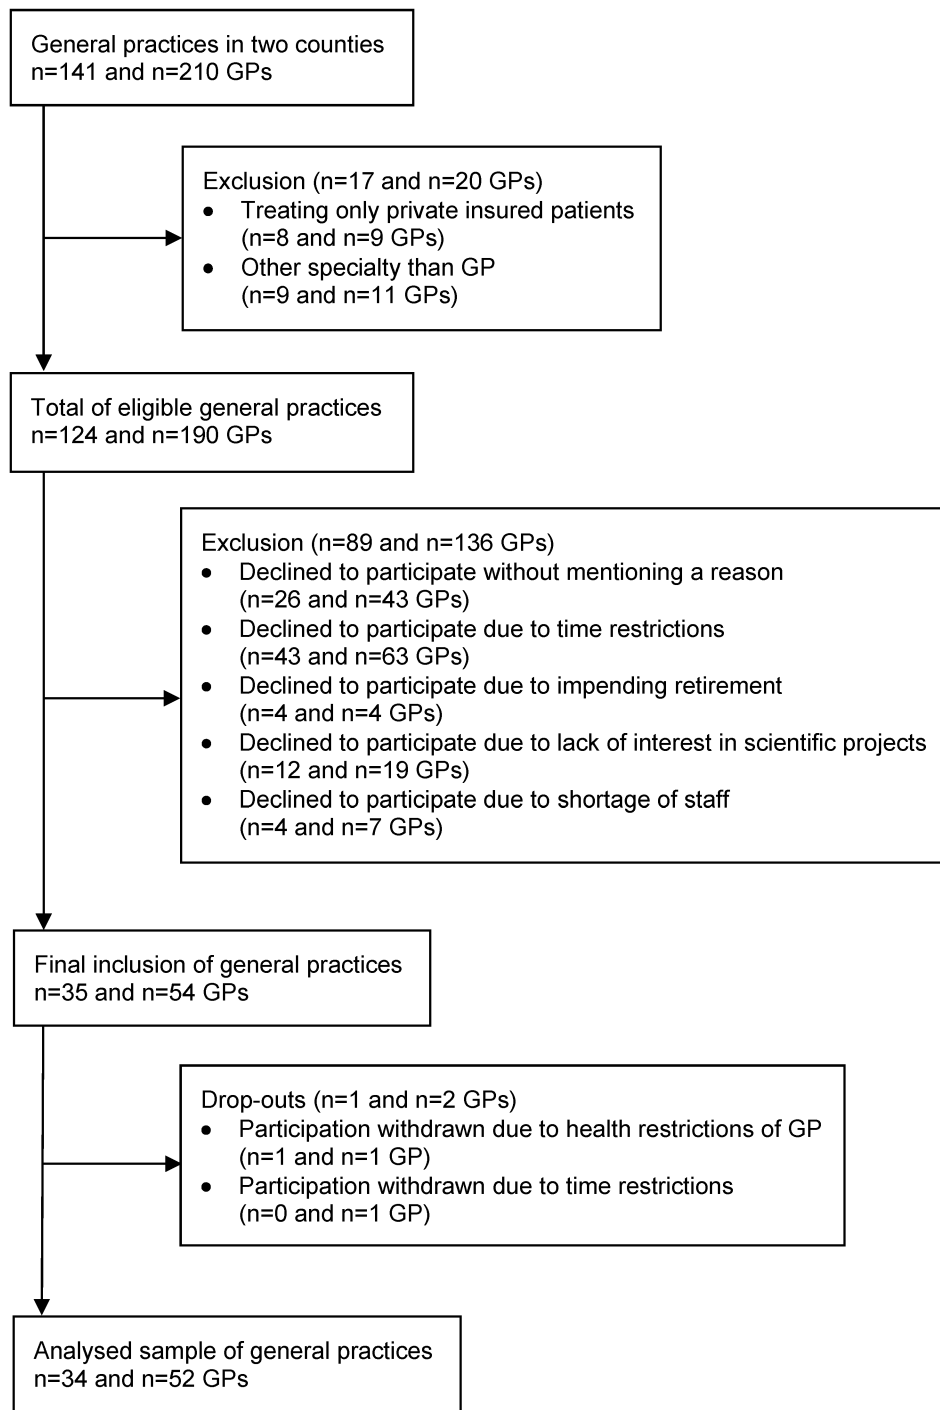 General practices in two counties
n=141 and n=210 GPs
Exclusion (n=17 and n=20 GPs)
• Treating only private insured patients
(n=8 and n=9 GPs)
• Other specialty than GP
(n=9 and n=11 GPs)
Total of eligible general practices
n=124 and n=190 GPs
Exclusion (n=89 and n=136 GPs)
• Declined to participate without mentioning a reason
(n=26 and n=43 GPs)
• Declined to participate due to time restrictions
(n=43 and n=63 GPs)
• Declined to participate due to impending retirement
(n=4 and n=4 GPs)
• Declined to participate due to lack of interest in scientific projects
(n=12 and n=19 GPs)
• Declined to participate due to shortage of staff
(n=4 and n=7 GPs)
Final inclusion of general practices
n=35 and n=54 GPs
Drop-outs (n=1 and n=2 GPs)
• Participation withdrawn due to health restrictions of GP
(n=1 and n=1 GP)
• Participation withdrawn due to time restrictions
(n=0 and n=1 GP)
Analysed sample of general practices
n=34 and n=52 GPs